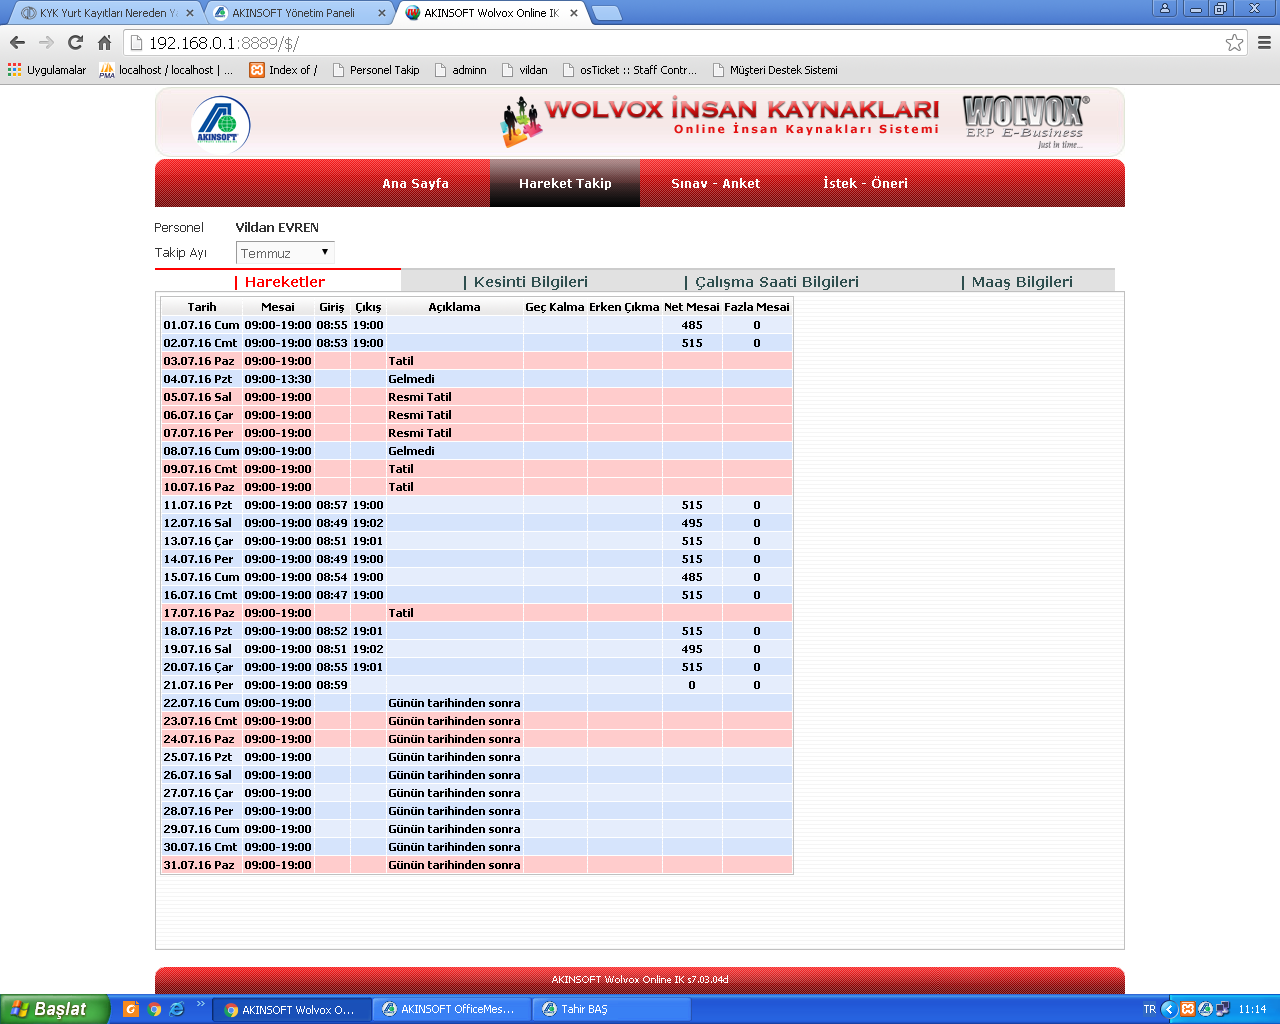 KYK Yurt Kayıtları Nereden Y
AKINSOFT Yönetim Paneli
AKINSOFT Wolvox Online IK
192.168.0.1:8889/$/
Uygulamalar
PMA
localhost / localhost | ...
Index of /
Personel Takip
adminn
vildan
osTicket :: Staff Contr...
Müşteri Destek Sistemi
AKINSOFT
WOLVOX İNSAN KAYNAKLARI
Online İnsan Kaynakları Sistemi
WOLVOX®
ERP E-Business
Just in time...
Ana Sayfa Hareket Takip Sınav - Anket İstek - Öneri
Personel Vildan EVREN
Takip Ayı Temmuz
| Hareketler | Kesinti Bilgileri | Çalışma Saati Bilgileri | Maaş Bilgileri
Tarih Mesai Giriş Çıkış Açıklama Geç Kalma Erken Çıkma Net Mesai Fazla Mesai
01.07.16 Cum 09:00-19:00 08:55 19:00 485 0
02.07.16 Cmt 09:00-19:00 08:53 19:00 515 0
03.07.16 Paz 09:00-19:00 Tatil
04.07.16 Pzt 09:00-13:30 Gelmedi
05.07.16 Sal 09:00-19:00 Resmi Tatil
06.07.16 Çar 09:00-19:00 Resmi Tatil
07.07.16 Per 09:00-19:00 Resmi Tatil
08.07.16 Cum 09:00-19:00 Gelmedi
09.07.16 Cmt 09:00-19:00 Tatil
10.07.16 Paz 09:00-19:00 Tatil
11.07.16 Pzt 09:00-19:00 08:57 19:00 515 0
12.07.16 Sal 09:00-19:00 08:49 19:02 495 0
13.07.16 Çar 09:00-19:00 08:51 19:01 515 0
14.07.16 Per 09:00-19:00 08:49 19:00 515 0
15.07.16 Cum 09:00-19:00 08:54 19:00 485 0
16.07.16 Cmt 09:00-19:00 08:47 19:00 515 0
17.07.16 Paz 09:00-19:00 Tatil
18.07.16 Pzt 09:00-19:00 08:52 19:01 515 0
19.07.16 Sal 09:00-19:00 08:51 19:02 495 0
20.07.16 Çar 09:00-19:00 08:55 19:01 515 0
21.07.16 Per 09:00-19:00 08:59 0 0
22.07.16 Cum 09:00-19:00 Günün tarihinden sonra
23.07.16 Cmt 09:00-19:00 Günün tarihinden sonra
24.07.16 Paz 09:00-19:00 Günün tarihinden sonra
25.07.16 Pzt 09:00-19:00 Günün tarihinden sonra
26.07.16 Sal 09:00-19:00 Günün tarihinden sonra
27.07.16 Çar 09:00-19:00 Günün tarihinden sonra
28.07.16 Per 09:00-19:00 Günün tarihinden sonra
29.07.16 Cum 09:00-19:00 Günün tarihinden sonra
30.07.16 Cmt 09:00-19:00 Günün tarihinden sonra
31.07.16 Paz 09:00-19:00 Günün tarihinden sonra
AKINSOFT Wolvox Online IK s7.03.04d
Başlat
AKINSOFT Wolvox O...
AKINSOFT OfficeMes...
Tahir BAŞ
TR
11:14